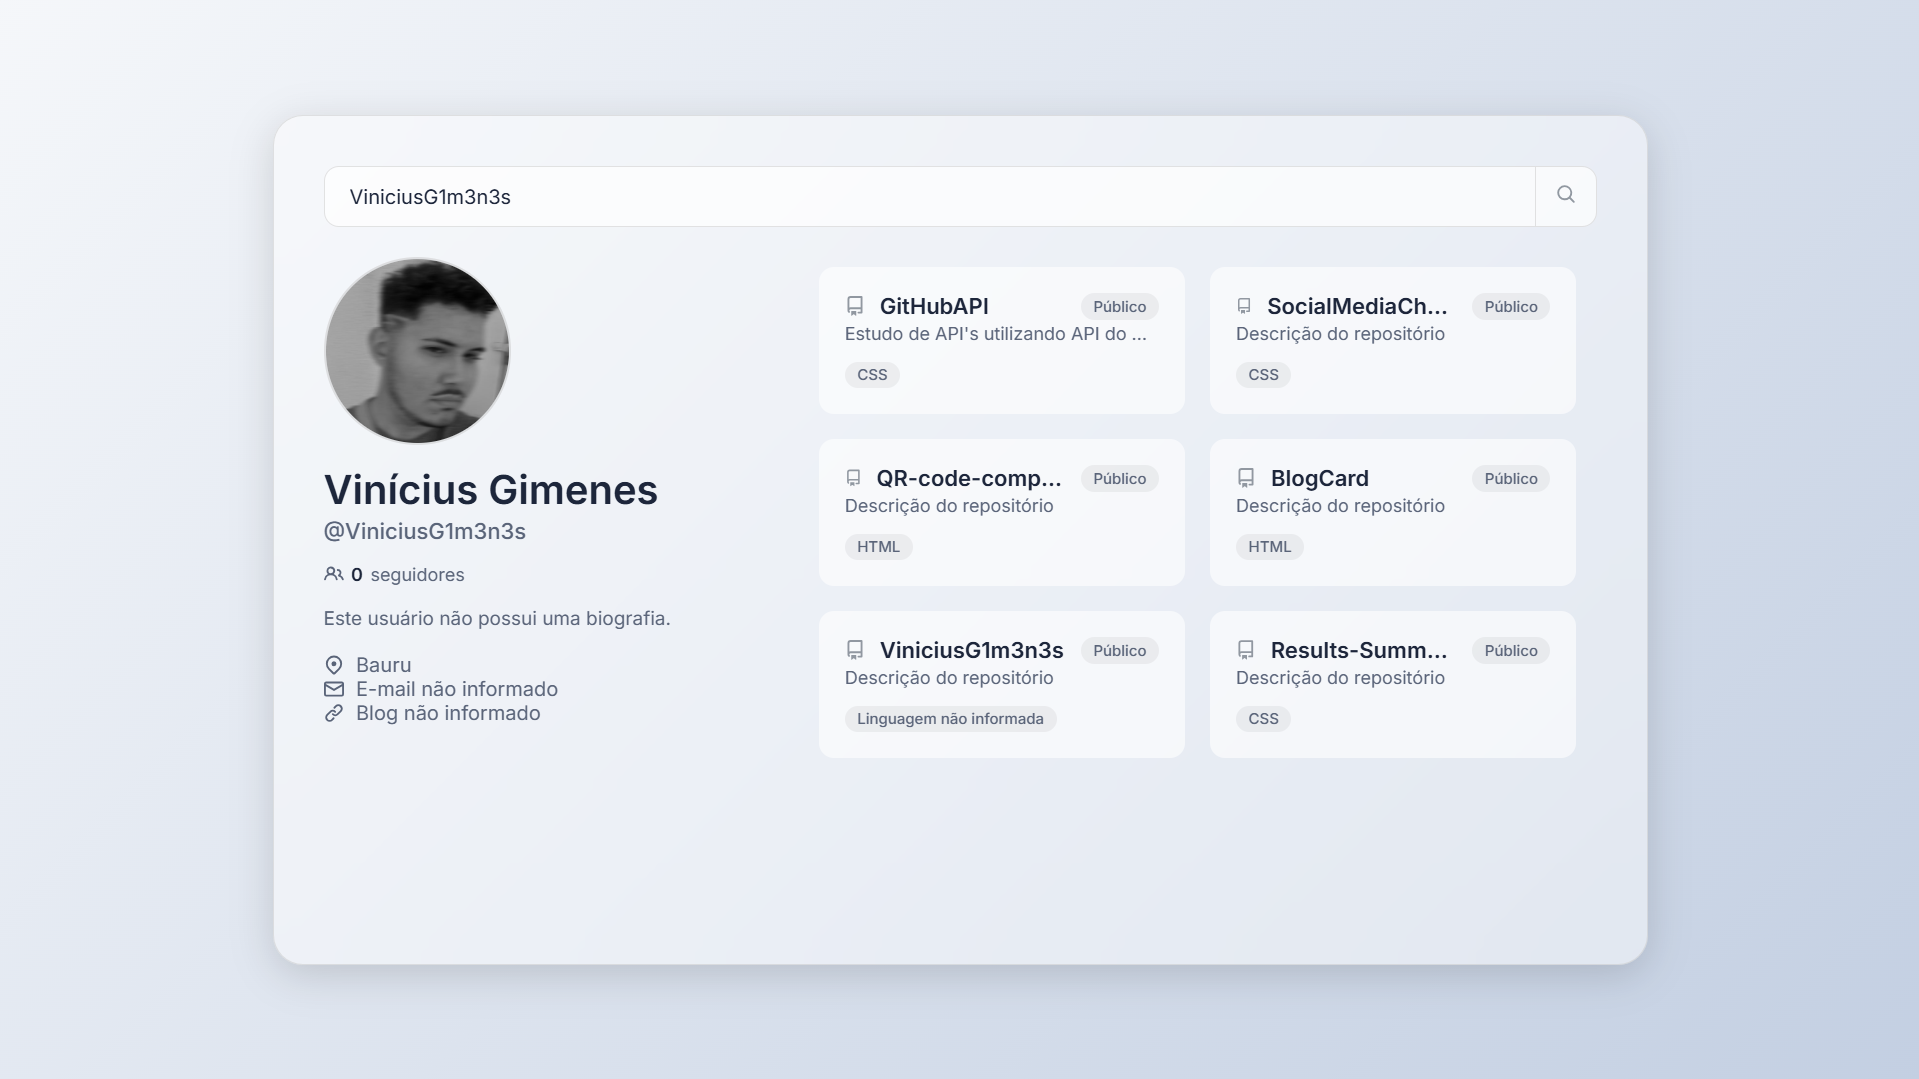 ViniciusG1m3n3s
Vinícius Gimenes
@ViniciusG1m3n3s
0 seguidores
Este usuário não possui uma biografia.
Bauru
E-mail não informado
Blog não informado
GitHubAPI Público
Estudo de API's utilizando API do ...
CSS
SocialMediaCh... Público
Descrição do repositório
CSS
QR-code-comp... Público
Descrição do repositório
HTML
BlogCard Público
Descrição do repositório
HTML
ViniciusG1m3n3s Público
Descrição do repositório
Linguagem não informada
Results-Summ... Público
Descrição do repositório
CSS